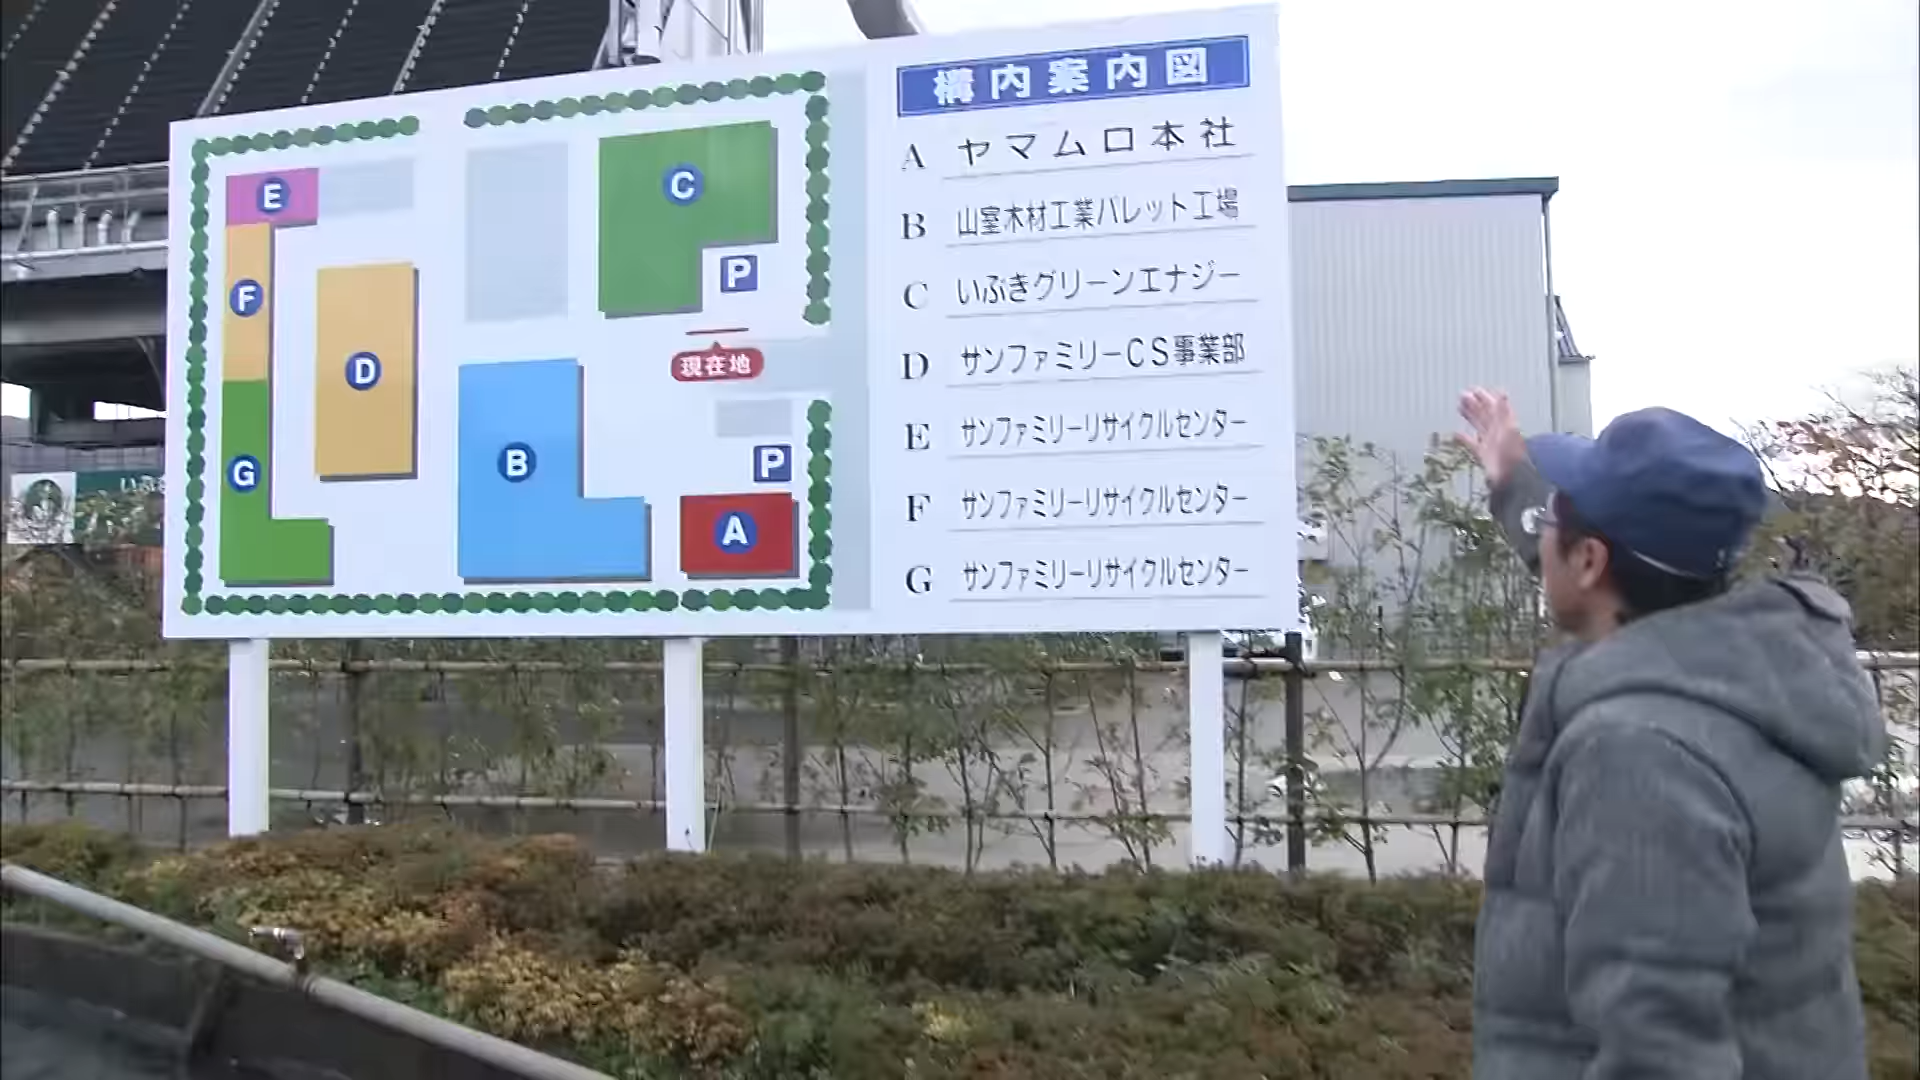 構内案内図
A ヤマムロ本社
B 山室木材工業パレット工場
C いぶきグリーンエナジー
D サンファミリーCS事業部
E サンファミリーリサイクルセンター
F サンファミリーリサイクルセンター
G サンファミリーリサイクルセンター
E
C
F
P
現在地
D
B
P
G
A